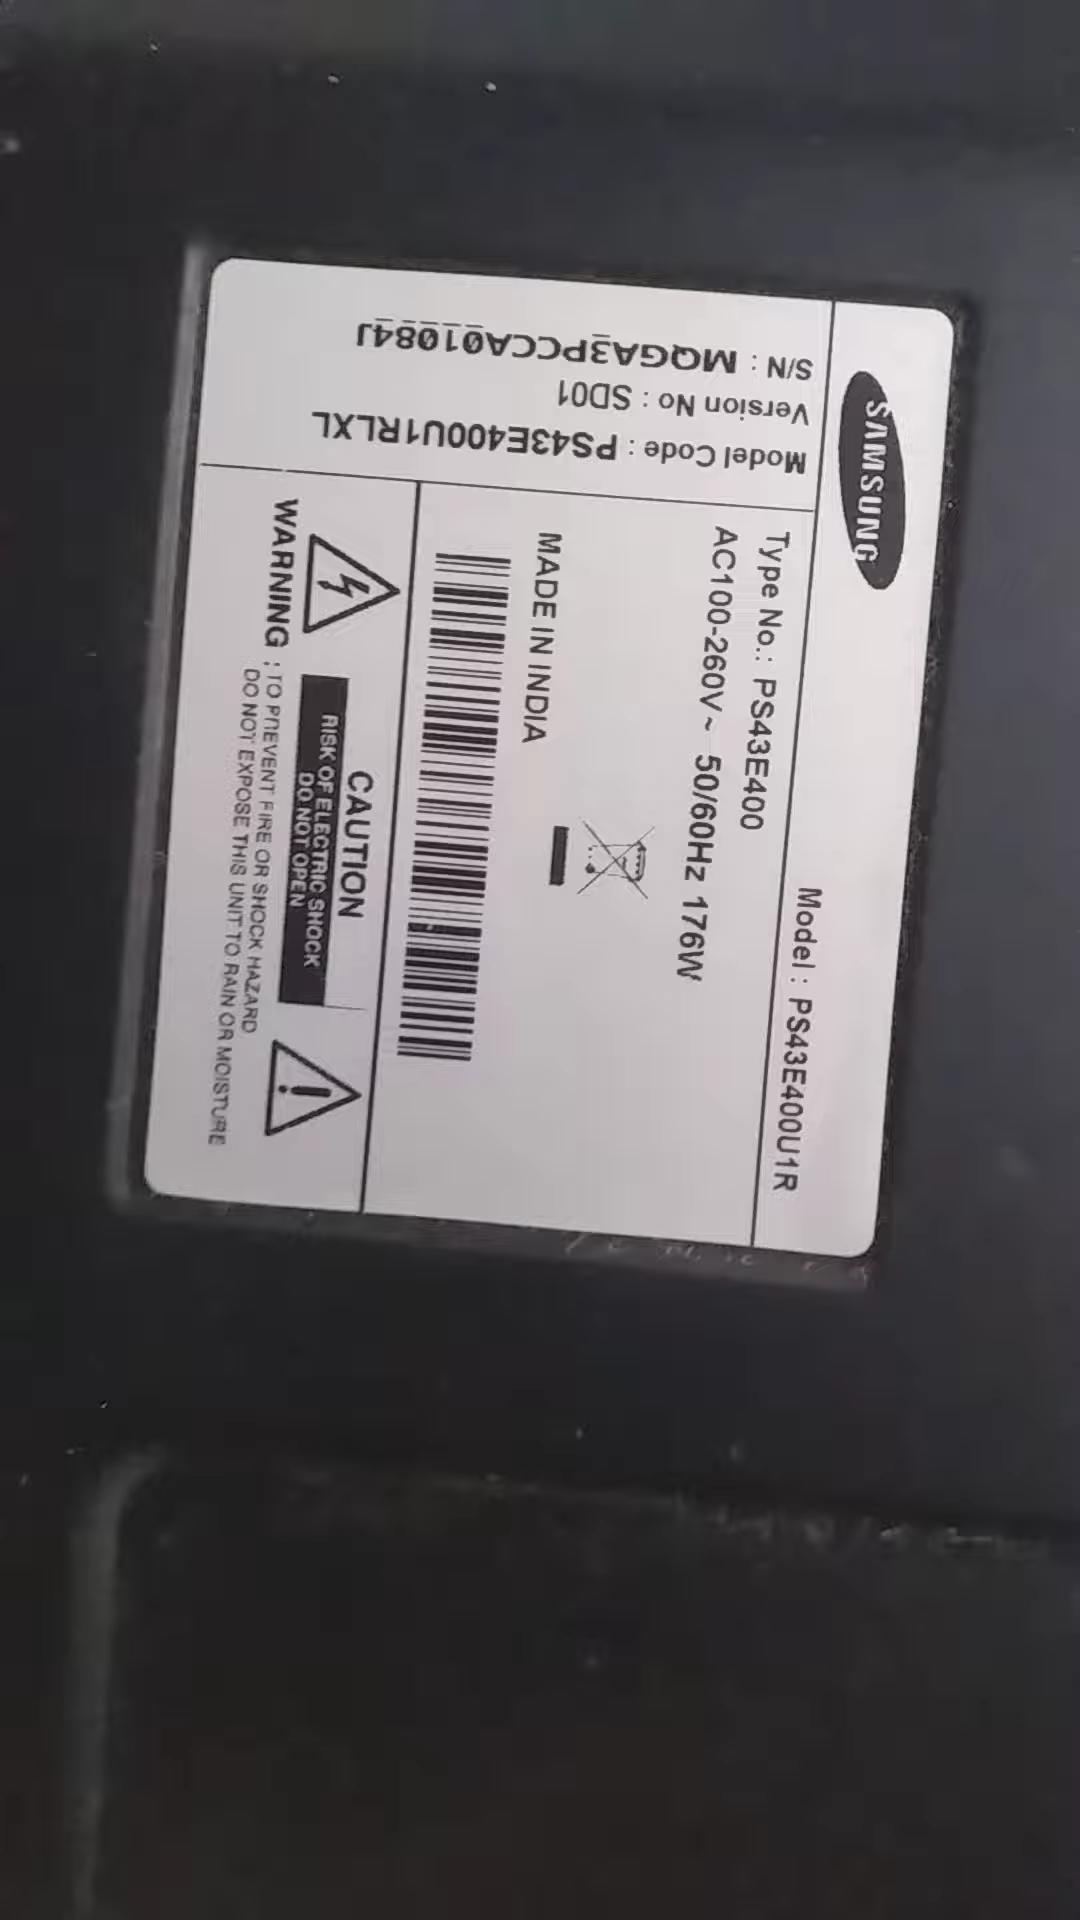 SAMSUNG
Model : PS43E400U1R
Type No.: PS43E400
AC100-260V~ 50/60Hz 176W
MADE IN INDIA
Model Code : PS43E400U1RLXL
Version No : SD01
S/N : MQGA3PCCA01084J
CAUTION
RISK OF ELECTRIC SHOCK
DO NOT OPEN
WARNING : TO PREVENT FIRE OR SHOCK HAZARD
DO NOT EXPOSE THIS UNIT TO RAIN OR MOISTURE